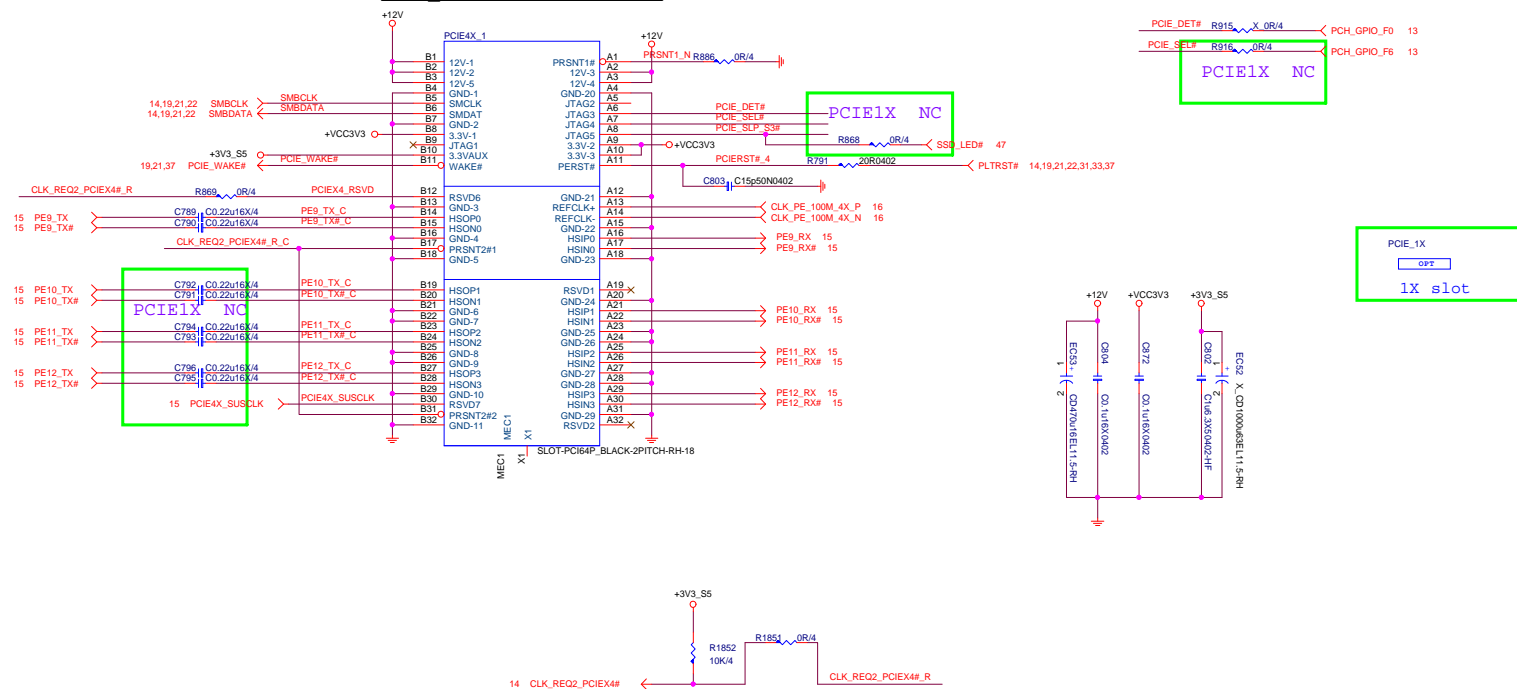 +12V
PCIE4X_1
+12V
B1 12V-1
B2 12V-2
B3 12V-5
B4 GND-1
B5 SMCLK
B6 SMDAT
B7 GND-2
B8 3.3V-1
B9 JTAG1
B10 3.3VAUX
B11 WAKE#
PRSNT1# A1 PRSNT1_N R886 0R/4
12V-3 A2
12V-4 A3
GND-20 A4
JTAG2 A5
JTAG3 A6 PCIE_DET#
JTAG4 A7 PCIE_SEL#
JTAG5 A8 PCIE_SLP_S3#
3.3V-2 A9 +VCC3V3
3.3V-3 A10
PERST# A11 PCIERST#_4 R791 20R0402 PLTRST# 14,19,21,22,31,33,37
14,19,21,22 SMBCLK SMBCLK
14,19,21,22 SMBDATA SMBDATA
+VCC3V3
+3V3_S5
19,21,37 PCIE_WAKE# PCIE_WAKE#
PCIE1X NC
R868 0R/4 SSD_LED# 47
C803 C15p50N0402
CLK_REQ2_PCIEX4#_R R869 0R/4 PCIEX4_RSVD B12 RSVD6
B13 GND-3
15 PE9_TX C789 C0.22u16X/4 PE9_TX_C B14 HSOP0
15 PE9_TX# C790 C0.22u16X/4 PE9_TX#_C B15 HSON0
B16 GND-4
CLK_REQ2_PCIEX4#_R_C B17 PRSNT2#1
B18 GND-5
GND-21 A12
REFCLK+ A13 CLK_PE_100M_4X_P 16
REFCLK- A14 CLK_PE_100M_4X_N 16
GND-22 A15
HSIP0 A16 PE9_RX 15
HSIN0 A17 PE9_RX# 15
GND-23 A18
15 PE10_TX C792 C0.22u16X/4 PE10_TX_C B19 HSOP1
15 PE10_TX# C791 C0.22u16X/4 PE10_TX#_C B20 HSON1
PCIE1X NC
B21 GND-6
B22 GND-7
15 PE11_TX C794 C0.22u16X/4 PE11_TX_C B23 HSOP2
15 PE11_TX# C793 C0.22u16X/4 PE11_TX#_C B24 HSON2
B25 GND-8
B26 GND-9
15 PE12_TX C796 C0.22u16X/4 PE12_TX_C B27 HSOP3
15 PE12_TX# C795 C0.22u16X/4 PE12_TX#_C B28 HSON3
B29 GND-10
15 PCIE4X_SUSCLK PCIE4X_SUSCLK B30 RSVD7
B31 PRSNT2#2
B32 GND-11
RSVD1 A19
GND-24 A20
HSIP1 A21 PE10_RX 15
HSIN1 A22 PE10_RX# 15
GND-25 A23
GND-26 A24
HSIP2 A25 PE11_RX 15
HSIN2 A26 PE11_RX# 15
GND-27 A27
GND-28 A28
HSIP3 A29 PE12_RX 15
HSIN3 A30 PE12_RX# 15
GND-29 A31
RSVD2 A32
MEC1 X1
MEC1 X1
SLOT-PCI64P_BLACK-2PITCH-RH-18
PCIE_DET# R915 X_0R/4 PCH_GPIO_F0 13
PCIE_SEL# R916 0R/4 PCH_GPIO_F6 13
PCIE1X NC
PCIE_1X
OPT
1X slot
+12V +VCC3V3 +3V3_S5
EC53 + 1 2 CD470u16EL11.5-RH
C804 C0.1u16X0402
C872 C0.1u16X0402
C802 C1u6.3X50402-HF
EC52 + 1 2 X_CD1000u63EL11.5-RH
+3V3_S5
R1852
10K/4
R1851 0R/4
14 CLK_REQ2_PCIEX4# CLK_REQ2_PCIEX4#_R